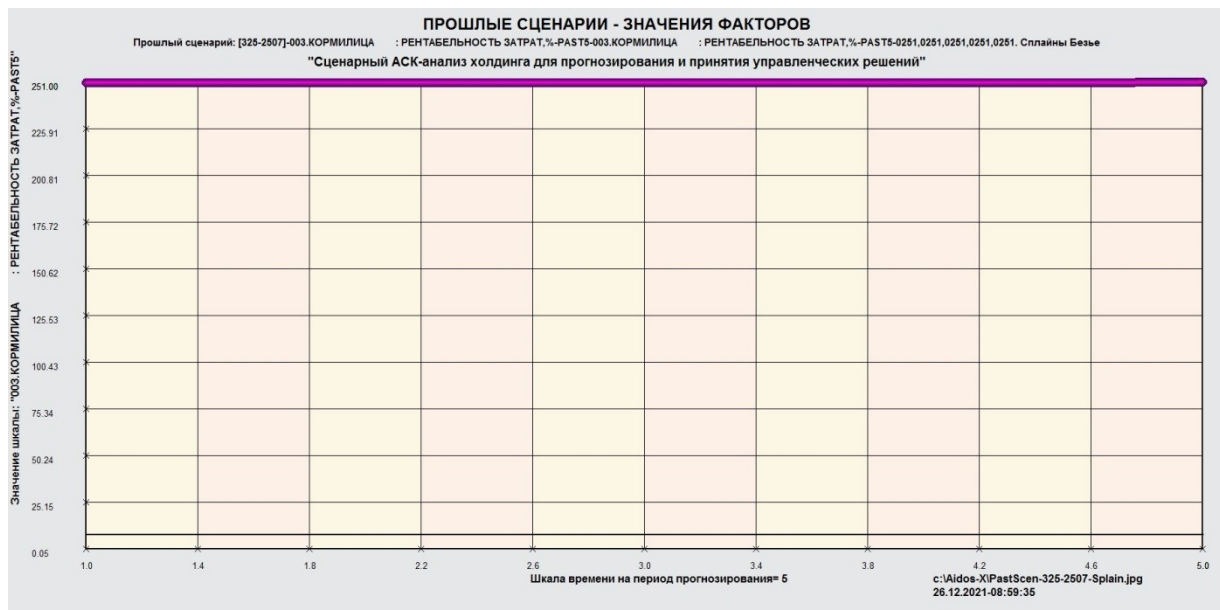 ПРОШЛЫЕ СЦЕНАРИИ - ЗНАЧЕНИЯ ФАКТОРОВ
Прошлый сценарий: [325-2507]-003.КОРМИЛИЦА : РЕНТАБЕЛЬНОСТЬ ЗАТРАТ,%-PAST5-003.КОРМИЛИЦА : РЕНТАБЕЛЬНОСТЬ ЗАТРАТ,%-PAST5-0251,0251,0251,0251,0251. Сплайны Безье
"Сценарный АСК-анализ холдинга для прогнозирования и принятия управленческих решений"
Значение шкалы: "003.КОРМИЛИЦА : РЕНТАБЕЛЬНОСТЬ ЗАТРАТ,%-PAST5"
251.00
225.91
200.81
175.72
150.62
125.53
100.43
75.34
50.24
25.15
0.05
1.0 1.4 1.8 2.2 2.6 3.0 3.4 3.8 4.2 4.6 5.0
Шкала времени на период прогнозирования= 5
c:\Aidos-X\PastScen-325-2507-Splain.jpg
26.12.2021-08:59:35